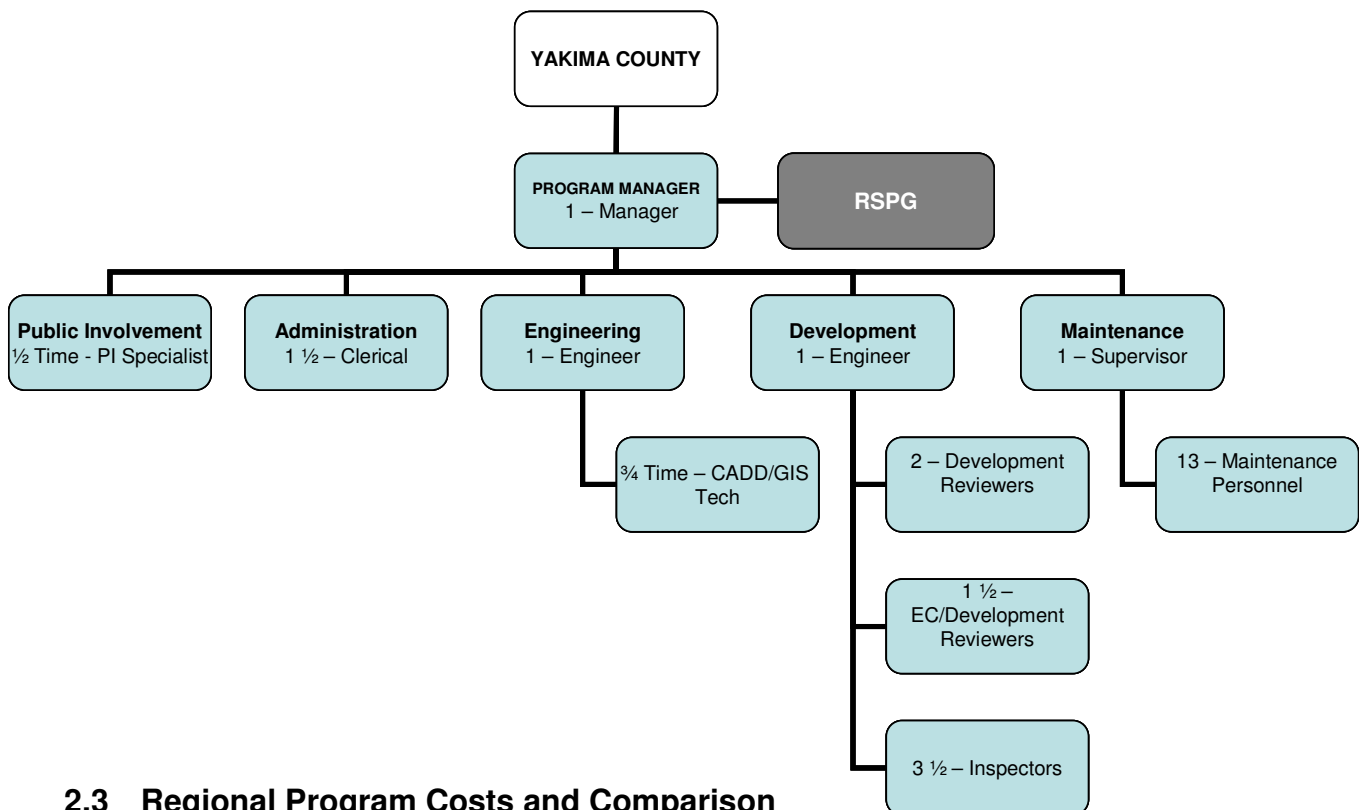 YAKIMA COUNTY
PROGRAM MANAGER
1 – Manager
RSPG
Public Involvement
½ Time - PI Specialist
Administration
1 ½ – Clerical
Engineering
1 – Engineer
Development
1 – Engineer
Maintenance
1 – Supervisor
¾ Time – CADD/GIS
Tech
2 – Development
Reviewers
13 – Maintenance
Personnel
1 ½ –
EC/Development
Reviewers
3 ½ – Inspectors
2.3 Regional Program Costs and Comparison